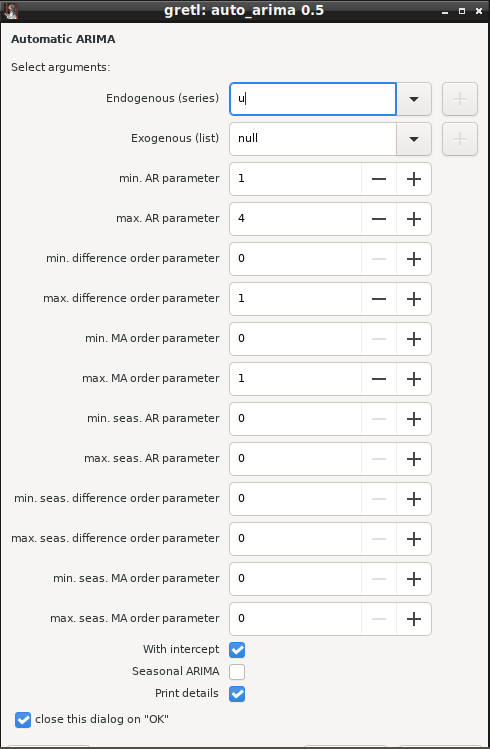 gretl: auto_arima 0.5
Automatic ARIMA
Select arguments:
Endogenous (series) u
Exogenous (list) null
min. AR parameter 1
max. AR parameter 4
min. difference order parameter 0
max. difference order parameter 1
min. MA order parameter 0
max. MA order parameter 1
min. seas. AR parameter 0
max. seas. AR parameter 0
min. seas. difference order parameter 0
max. seas. difference order parameter 0
min. seas. MA order parameter 0
max. seas. MA order parameter 0
With intercept
Seasonal ARIMA
Print details
close this dialog on "OK"